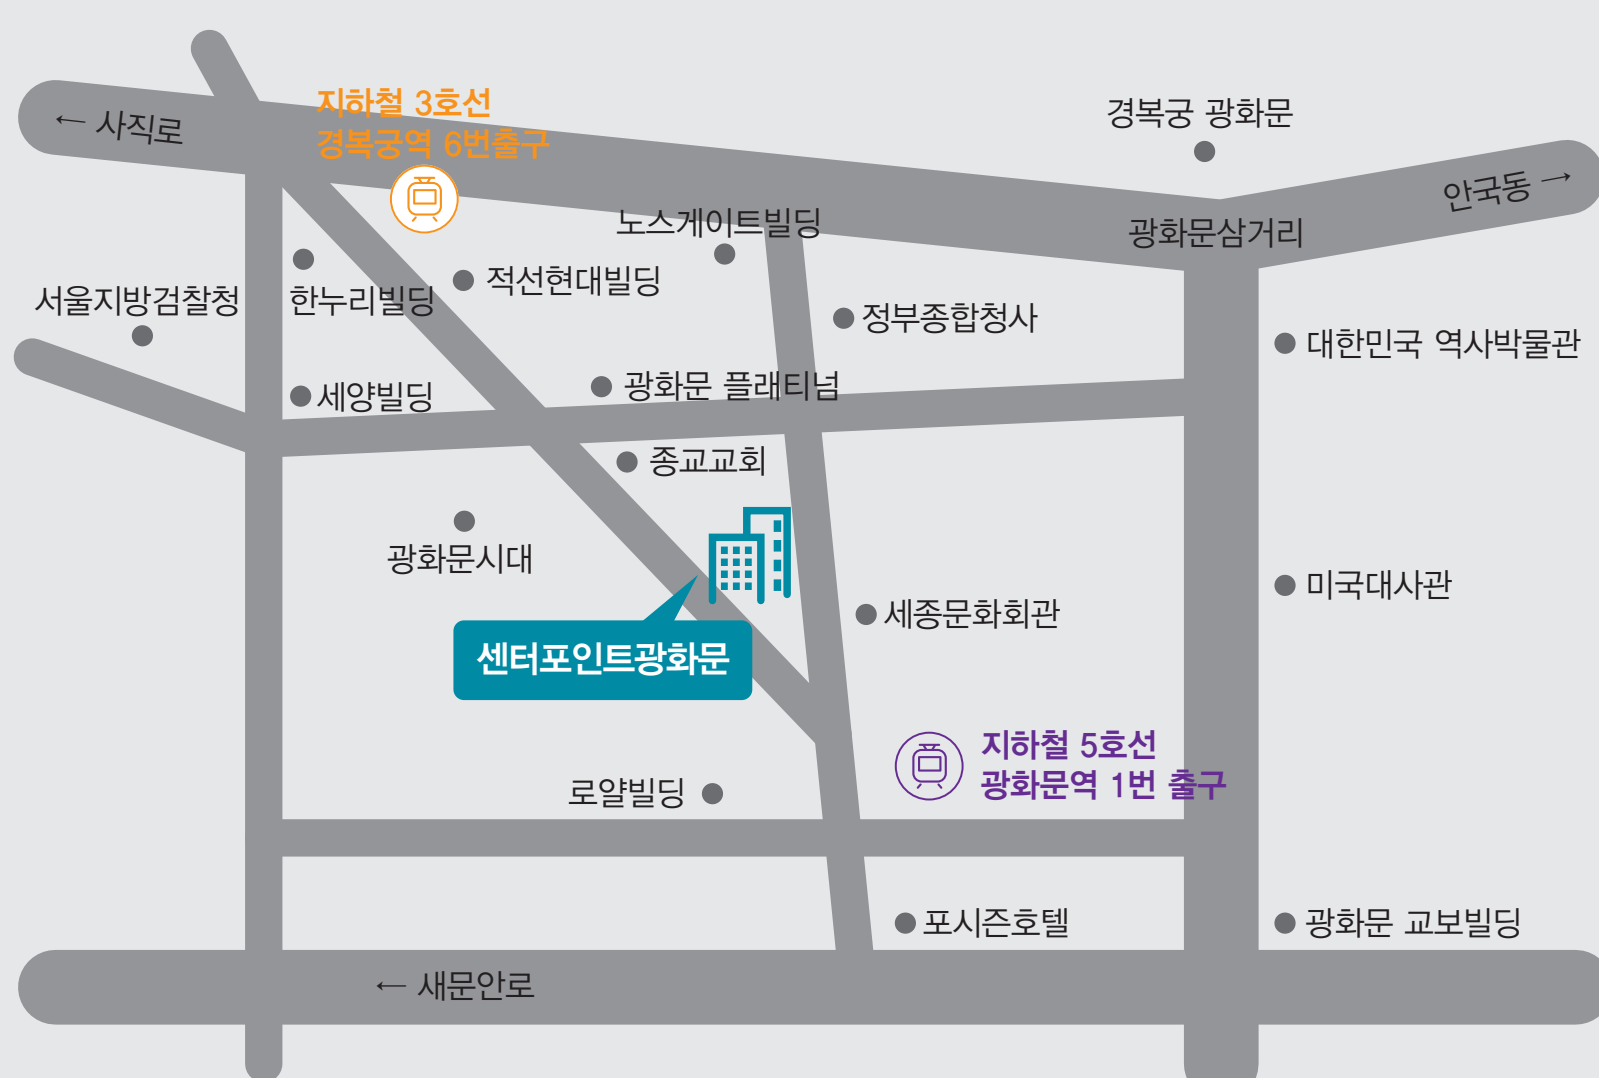 지하철 3호선
경복궁역 6번출구
← 사직로
경복궁 광화문
안국동 →
노스게이트빌딩
광화문삼거리
적선현대빌딩
서울지방검찰청
한누리빌딩
정부종합청사
대한민국 역사박물관
세양빌딩
광화문 플래티넘
종교교회
광화문시대
미국대사관
세종문화회관
센터포인트광화문
지하철 5호선
광화문역 1번 출구
로얄빌딩
포시즌호텔
광화문 교보빌딩
← 새문안로